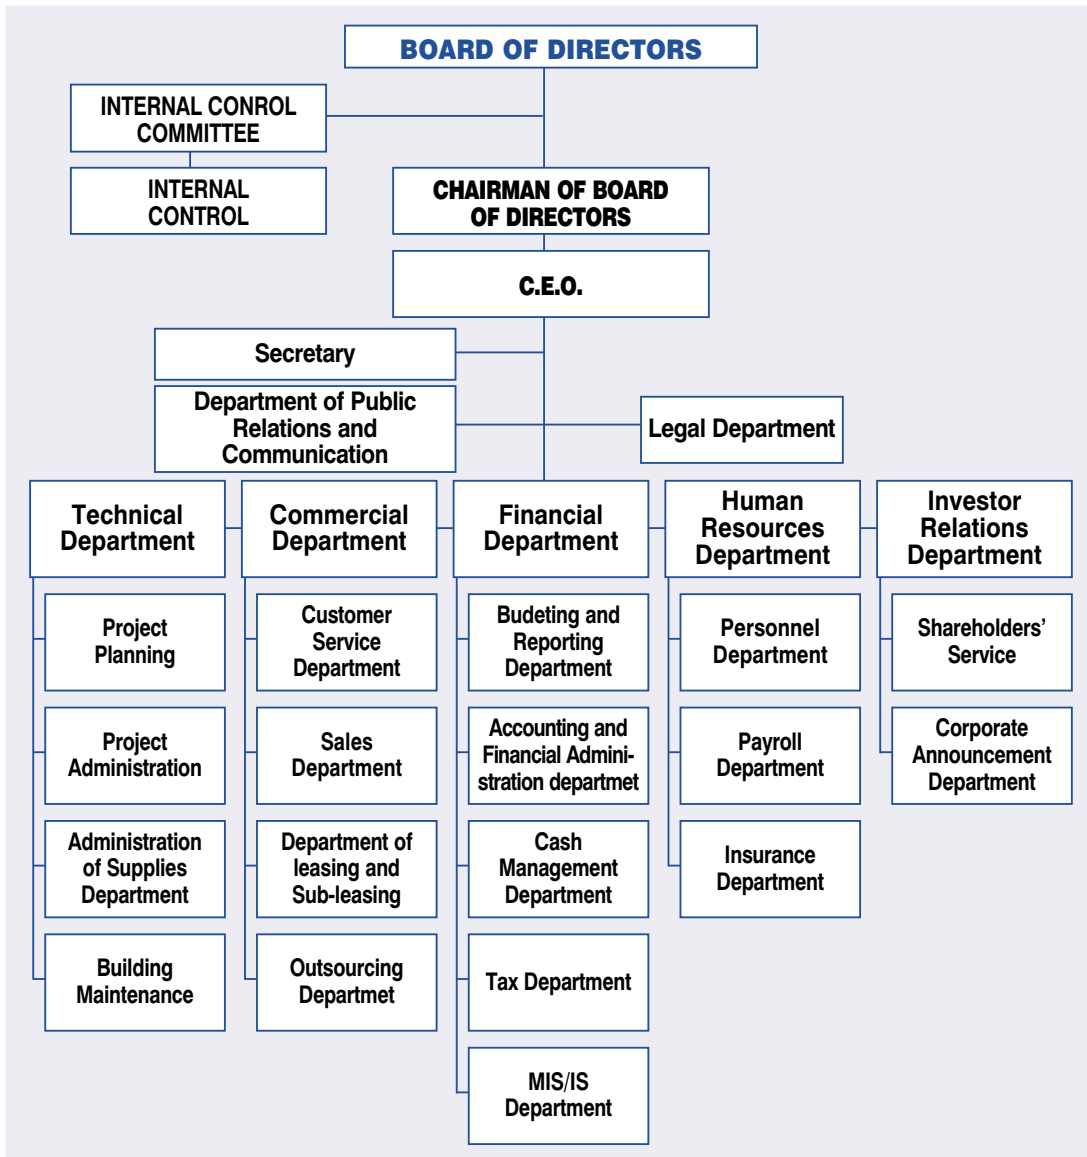 BOARD OF DIRECTORS
INTERNAL CONROL
COMMITTEE
INTERNAL
CONTROL
CHAIRMAN OF BOARD
OF DIRECTORS
C.E.O.
Secretary
Department of Public
Relations and
Communication
Legal Department
Technical
Department
Commercial
Department
Financial
Department
Human
Resources
Department
Investor
Relations
Department
Project
Planning
Customer
Service
Department
Budeting and
Reporting
Department
Personnel
Department
Shareholders'
Service
Project
Administration
Sales
Department
Accounting and
Financial Admini-
stration departmet
Payroll
Department
Corporate
Announcement
Department
Administration
of Supplies
Department
Department of
leasing and
Sub-leasing
Cash
Management
Department
Insurance
Department
Building
Maintenance
Outsourcing
Departmet
Tax Department
MIS/IS
Department